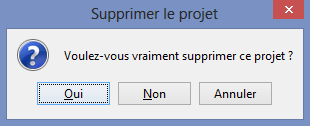 Supprimer le projet
Voulez-vous vraiment supprimer ce projet ?
Oui Non Annuler